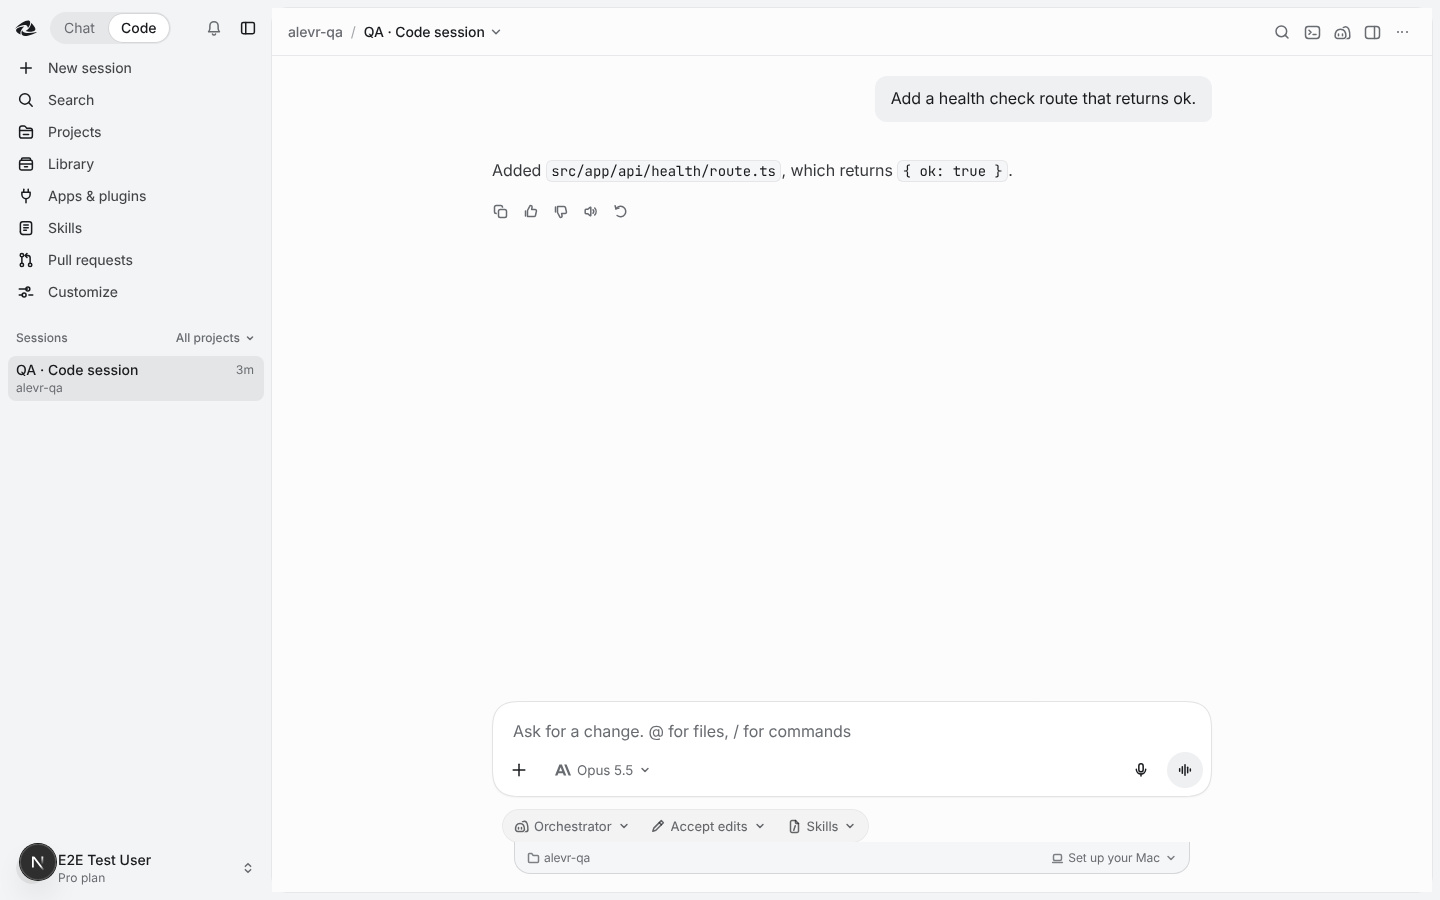 Chat Code
New session
Search
Projects
Library
Apps & plugins
Skills
Pull requests
Customize
Sessions All projects
QA · Code session 3m
alevr-qa
N E2E Test User
Pro plan
alevr-qa / QA · Code session
Add a health check route that returns ok.
Added src/app/api/health/route.ts, which returns { ok: true }.
Ask for a change. @ for files, / for commands
Opus 5.5
Orchestrator Accept edits Skills
alevr-qa Set up your Mac